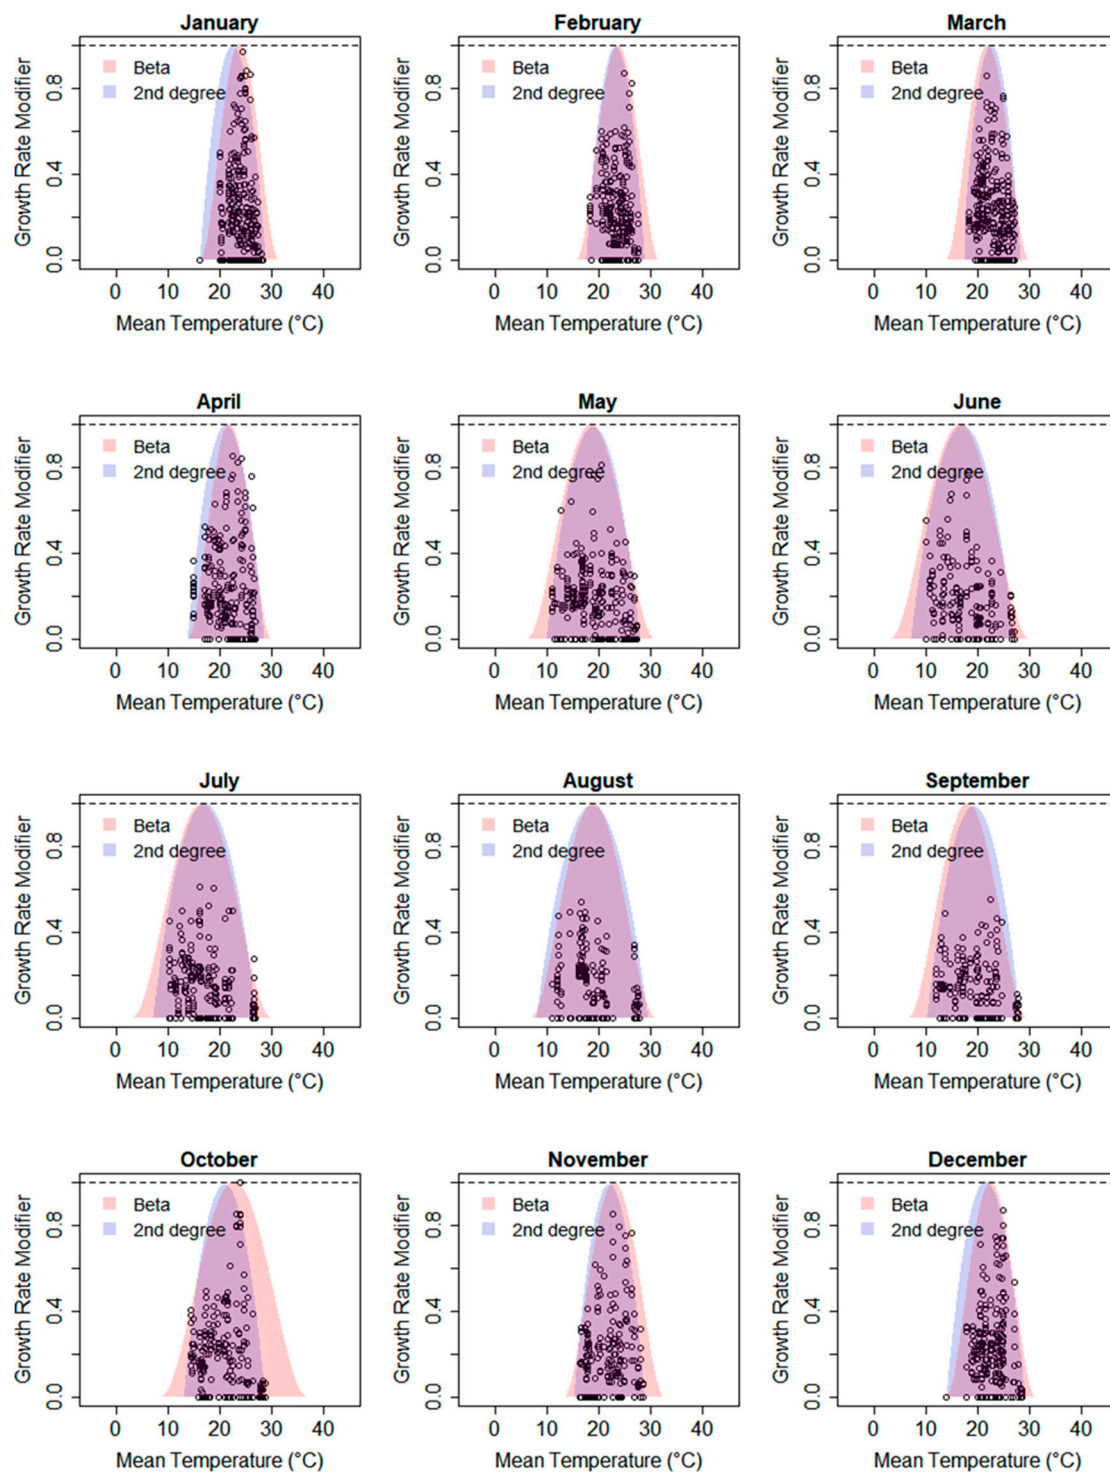 January
Growth Rate Modifier
0.0 0.4 0.8
Beta
2nd degree
0 10 20 30 40
Mean Temperature (°C)
February
Growth Rate Modifier
0.0 0.4 0.8
Beta
2nd degree
0 10 20 30 40
Mean Temperature (°C)
March
Growth Rate Modifier
0.0 0.4 0.8
Beta
2nd degree
0 10 20 30 40
Mean Temperature (°C)
April
Growth Rate Modifier
0.0 0.4 0.8
Beta
2nd degree
0 10 20 30 40
Mean Temperature (°C)
May
Growth Rate Modifier
0.0 0.4 0.8
Beta
2nd degree
0 10 20 30 40
Mean Temperature (°C)
June
Growth Rate Modifier
0.0 0.4 0.8
Beta
2nd degree
0 10 20 30 40
Mean Temperature (°C)
July
Growth Rate Modifier
0.0 0.4 0.8
Beta
2nd degree
0 10 20 30 40
Mean Temperature (°C)
August
Growth Rate Modifier
0.0 0.4 0.8
Beta
2nd degree
0 10 20 30 40
Mean Temperature (°C)
September
Growth Rate Modifier
0.0 0.4 0.8
Beta
2nd degree
0 10 20 30 40
Mean Temperature (°C)
October
Growth Rate Modifier
0.0 0.4 0.8
Beta
2nd degree
0 10 20 30 40
Mean Temperature (°C)
November
Growth Rate Modifier
0.0 0.4 0.8
Beta
2nd degree
0 10 20 30 40
Mean Temperature (°C)
December
Growth Rate Modifier
0.0 0.4 0.8
Beta
2nd degree
0 10 20 30 40
Mean Temperature (°C)